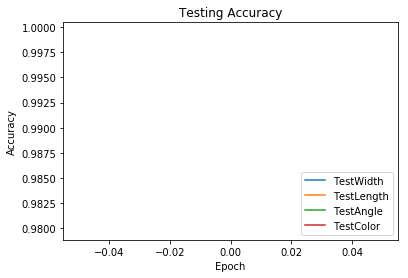 Testing Accuracy
1.0000
0.9975
0.9950
0.9925
0.9900
0.9875
0.9850
0.9825
0.9800
Accuracy
TestWidth
TestLength
TestAngle
TestColor
−0.04 −0.02 0.00 0.02 0.04
Epoch